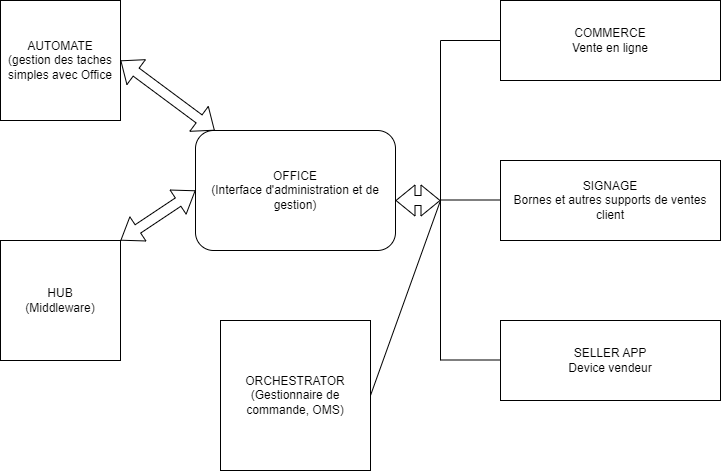 AUTOMATE
(gestion des taches
simples avec Office
COMMERCE
Vente en ligne
OFFICE
(Interface d'administration et de
gestion)
SIGNAGE
Bornes et autres supports de ventes
client
HUB
(Middleware)
ORCHESTRATOR
(Gestionnaire de
commande, OMS)
SELLER APP
Device vendeur